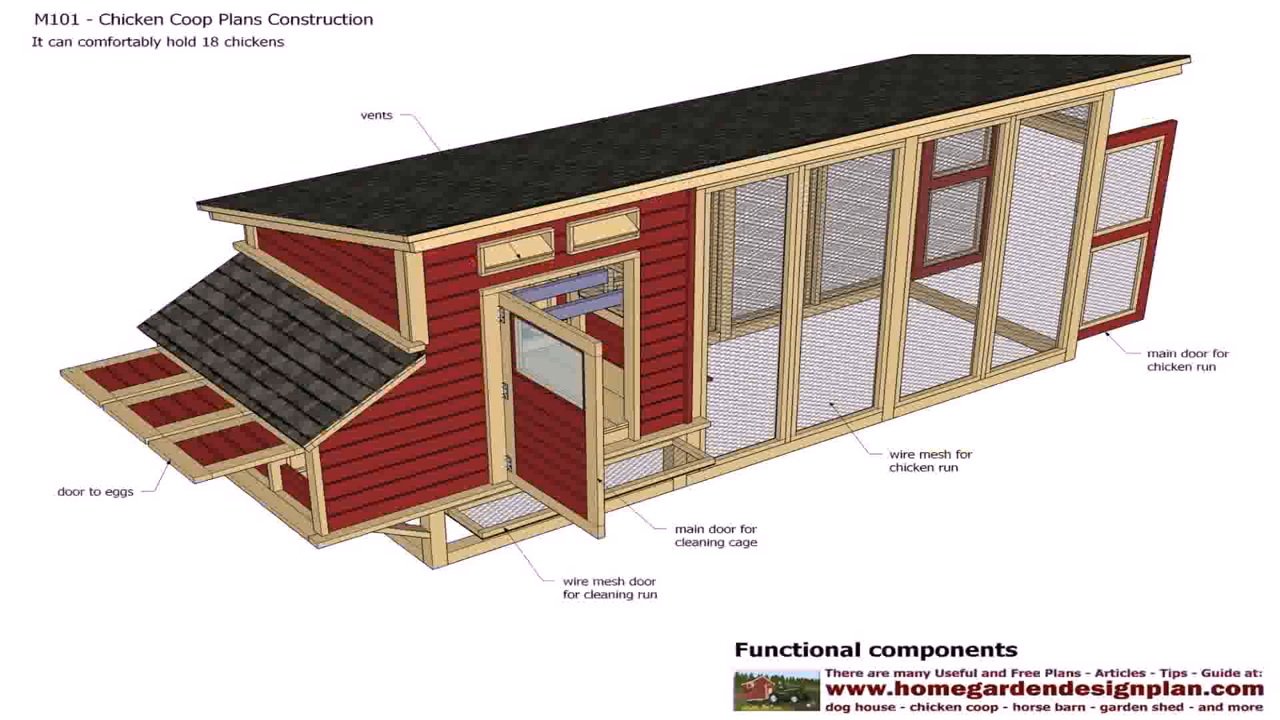 M101 - Chicken Coop Plans Construction
It can comfortably hold 18 chickens
vents
main door for
chicken run
wire mesh for
chicken run
door to eggs
main door for
cleaning cage
wire mesh door
for cleaning run
Functional components
There are many Useful and Free Plans - Articles - Tips - Guide at:
www.homegardendesignplan.com
dog house - chicken coop - horse barn - garden shed - and more